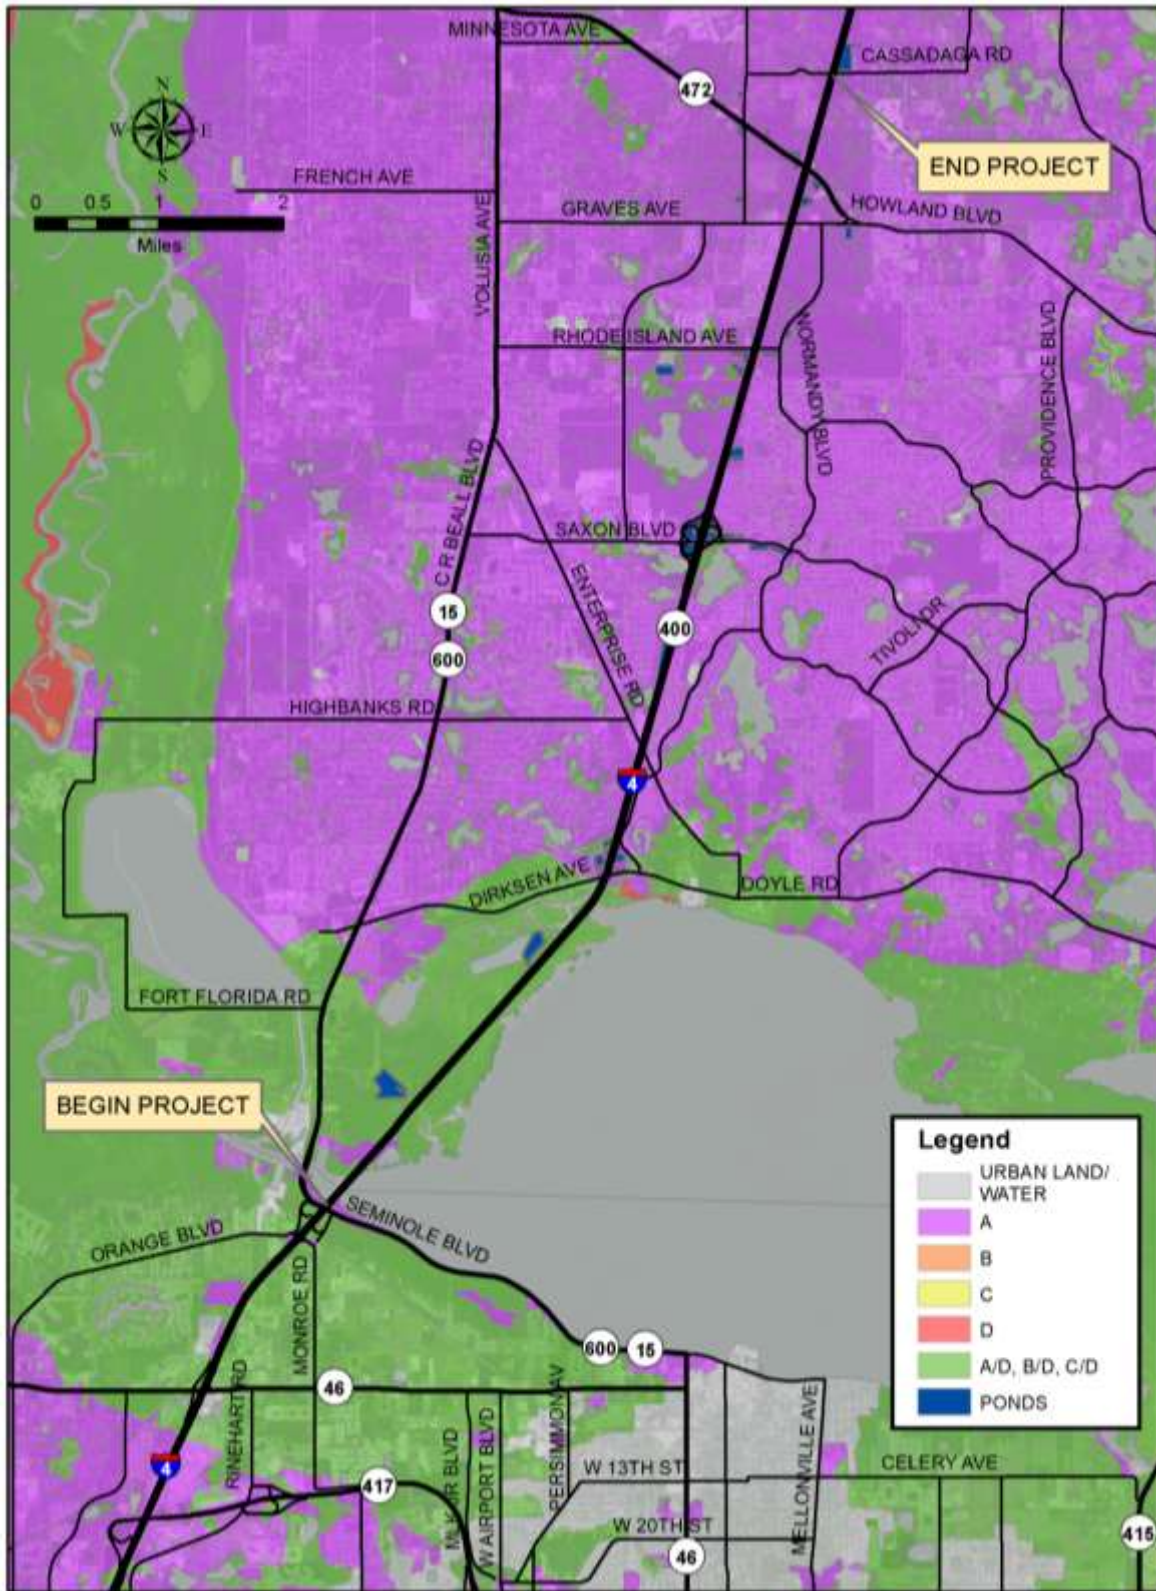 MINNESOTA AVE
CASSADAGA RD
472
N
W E
S
END PROJECT
FRENCH AVE
VOLUSIA AVE
GRAVES AVE
HOWLAND BLVD
0 0.5 1 2
Miles
RHODE ISLAND AVE
NORMANDY BLVD
PROVIDENCE BLVD
C R BEALL BLVD
SAXON BLVD
ENTERPRISE RD
15
400
600
TIVOLI DR
HIGHBANKS RD
4
DIRKSEN AVE
DOYLE RD
FORT FLORIDA RD
BEGIN PROJECT
SEMINOLE BLVD
ORANGE BLVD
MONROE RD
Legend
URBAN LAND/
WATER
A
B
C
D
A/D, B/D, C/D
PONDS
600 15
46
RINEHART RD
PERSIMMON AV
MELLONVILLE AVE
W AIRPORT BLVD
4
417
W 13TH ST
CELERY AVE
W 20TH ST
46
415